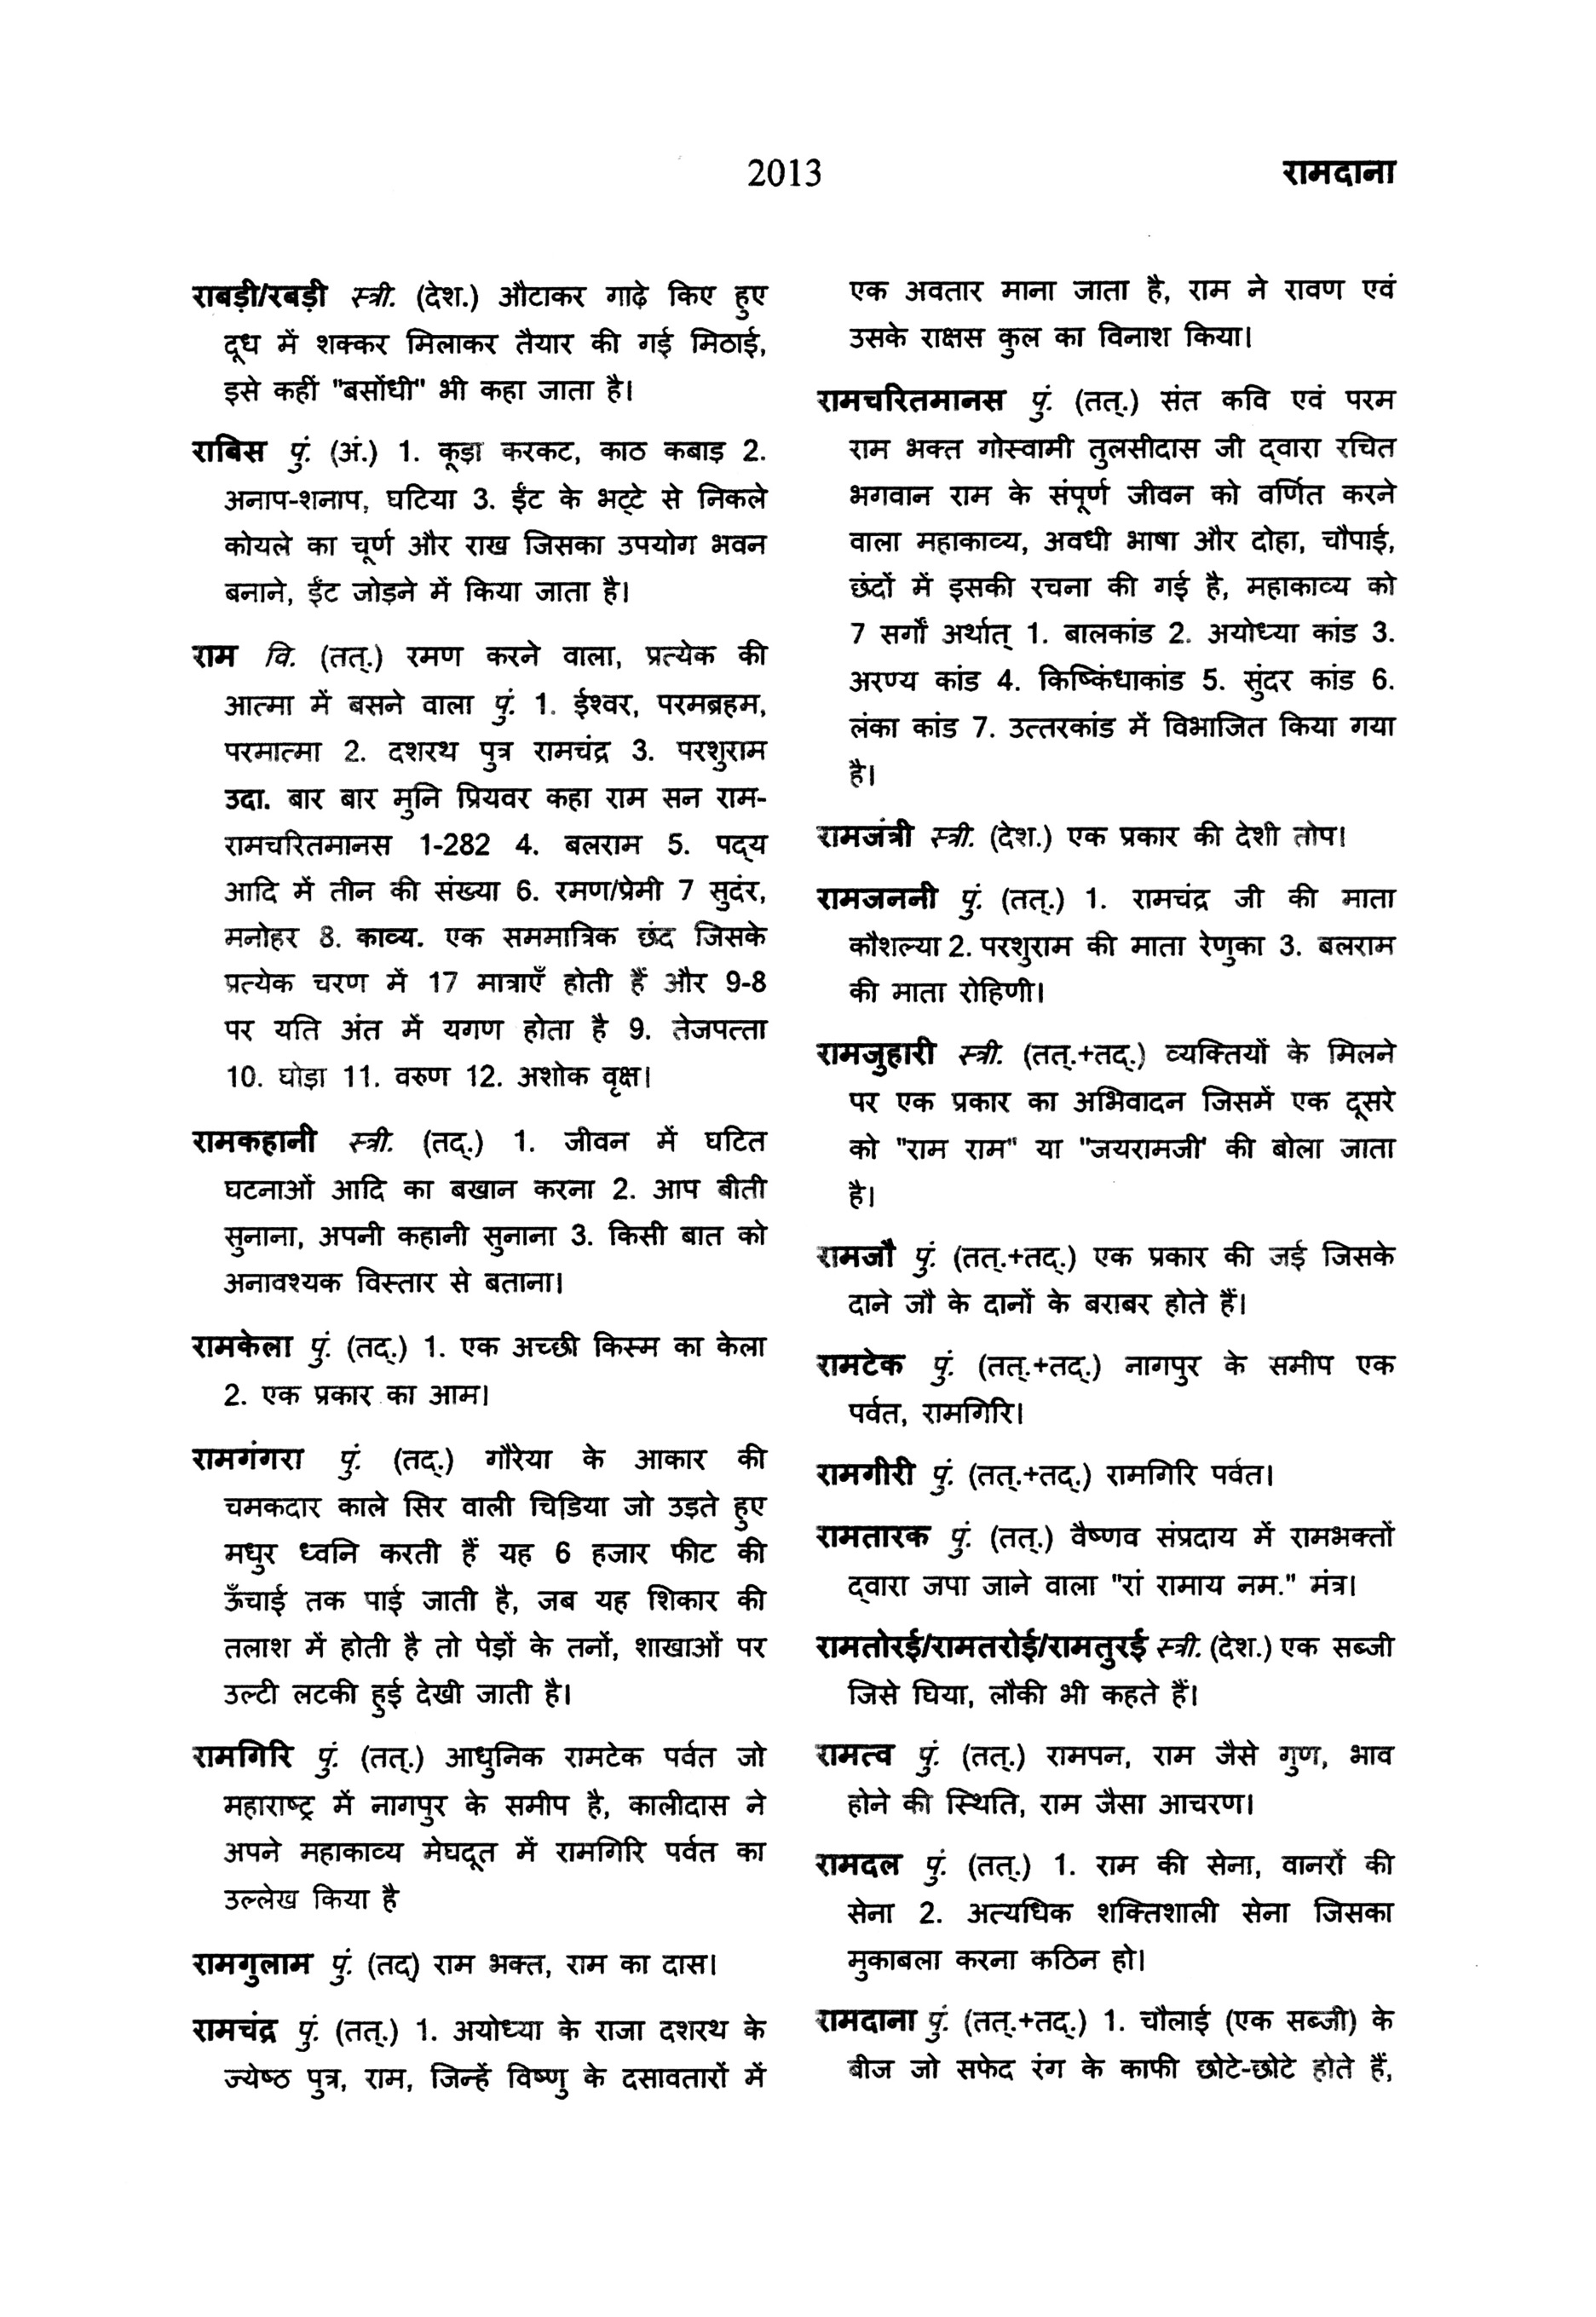 2013
रामदाना
राबड़ी/रबड़ी स्त्री. (देश.) औटाकर गाढ़े किए हुए
दूध में शक्कर मिलाकर तैयार की गई मिठाई,
इसे कहीं "बसोंधी" भी कहा जाता है।
राबिस पुं. (अं.) 1. कूड़ा करकट, काठ कबाड़ 2.
अनाप-शनाप, घटिया 3. ईंट के भट्टे से निकले
कोयले का चूर्ण और राख जिसका उपयोग भवन
बनाने, ईंट जोड़ने में किया जाता है।
राम वि. (तत्.) रमण करने वाला, प्रत्येक की
आत्मा में बसने वाला पुं. 1. ईश्वर, परमब्रहम,
परमात्मा 2. दशरथ पुत्र रामचंद्र 3. परशुराम
उदा. बार बार मुनि प्रियवर कहा राम सन राम-
रामचरितमानस 1-282 4. बलराम 5. पद्य
आदि में तीन की संख्या 6. रमण/प्रेमी 7 सुदंर,
मनोहर 8. काव्य. एक सममात्रिक छंद जिसके
प्रत्येक चरण में 17 मात्राएँ होती हैं और 9-8
पर यति अंत में यगण होता है 9. तेजपत्ता
10. घोड़ा 11. वरुण 12. अशोक वृक्ष।
रामकहानी स्त्री. (तद्.) 1. जीवन में घटित
घटनाओं आदि का बखान करना 2. आप बीती
सुनाना, अपनी कहानी सुनाना 3. किसी बात को
अनावश्यक विस्तार से बताना।
रामकेला पुं. (तद्.) 1. एक अच्छी किस्म का केला
2. एक प्रकार का आम।
रामगंगरा पुं. (तद्.) गौरेया के आकार की
चमकदार काले सिर वाली चिडिया जो उड़ते हुए
मधुर ध्वनि करती हैं यह 6 हजार फीट की
ऊँचाई तक पाई जाती है, जब यह शिकार की
तलाश में होती है तो पेड़ों के तनों, शाखाओं पर
उल्टी लटकी हुई देखी जाती है।
रामगिरि पुं. (तत्.) आधुनिक रामटेक पर्वत जो
महाराष्ट्र में नागपुर के समीप है, कालीदास ने
अपने महाकाव्य मेघदूत में रामगिरि पर्वत का
उल्लेख किया है
रामगुलाम पुं. (तद्) राम भक्त, राम का दास।
रामचंद्र पुं. (तत्.) 1. अयोध्या के राजा दशरथ के
ज्येष्ठ पुत्र, राम, जिन्हें विष्णु के दसावतारों में
एक अवतार माना जाता है, राम ने रावण एवं
उसके राक्षस कुल का विनाश किया।
रामचरितमानस पुं. (तत्.) संत कवि एवं परम
राम भक्त गोस्वामी तुलसीदास जी द्वारा रचित
भगवान राम के संपूर्ण जीवन को वर्णित करने
वाला महाकाव्य, अवधी भाषा और दोहा, चौपाई,
छंदों में इसकी रचना की गई है, महाकाव्य को
7 सर्गों अर्थात् 1. बालकांड 2. अयोध्या कांड 3.
अरण्य कांड 4. किष्किंधाकांड 5. सुंदर कांड 6.
लंका कांड 7. उत्तरकांड में विभाजित किया गया
है।
रामजंत्री स्त्री. (देश.) एक प्रकार की देशी तोप।
रामजननी पुं. (तत्.) 1. रामचंद्र जी की माता
कौशल्या 2. परशुराम की माता रेणुका 3. बलराम
की माता रोहिणी।
रामजुहारी स्त्री. (तत्.+तद्.) व्यक्तियों के मिलने
पर एक प्रकार का अभिवादन जिसमें एक दूसरे
को "राम राम" या "जयरामजी' की बोला जाता
है।
रामजौ पुं. (तत्.+तद्.) एक प्रकार की जई जिसके
दाने जौ के दानों के बराबर होते हैं।
रामटेक पुं. (तत्.+तद्.) नागपुर के समीप एक
पर्वत, रामगिरि।
रामगीरी पुं. (तत्.+तद्.) रामगिरि पर्वत।
रामतारक पुं. (तत्.) वैष्णव संप्रदाय में रामभक्तों
द्वारा जपा जाने वाला "रां रामाय नम." मंत्र।
रामतोरई/रामतरोई/रामतुरई स्त्री. (देश.) एक सब्जी
जिसे घिया, लौकी भी कहते हैं।
रामत्व पुं. (तत्.) रामपन, राम जैसे गुण, भाव
होने की स्थिति, राम जैसा आचरण।
रामदल पुं. (तत्.) 1. राम की सेना, वानरों की
सेना 2. अत्यधिक शक्तिशाली सेना जिसका
मुकाबला करना कठिन हो।
रामदाना पुं. (तत्.+तद्.) 1. चौलाई (एक सब्जी) के
बीज जो सफेद रंग के काफी छोटे-छोटे होते हैं,